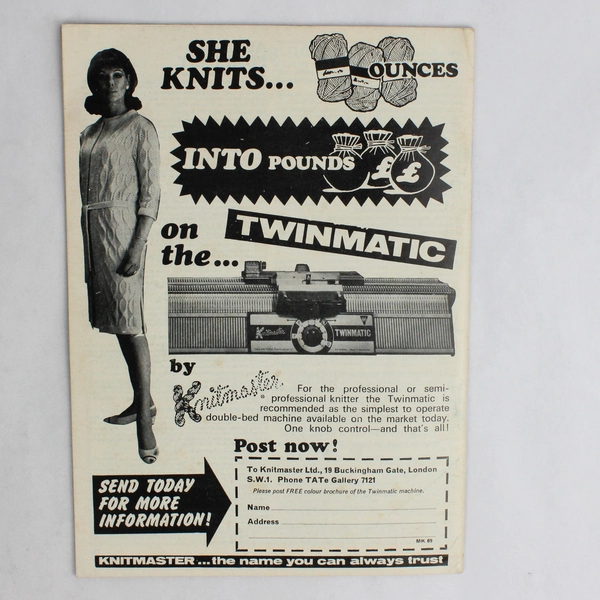 SHE
KNITS...
OUNCES
INTO POUNDS
£ £
on
the...
TWINMATIC
Knitmaster
TWINMATIC
by
Knitmaster
For the professional or semi-
professional knitter the Twinmatic is
recommended as the simplest to operate
double-bed machine available on the market today.
One knob control—and that's all!
Post now!
SEND TODAY
FOR MORE
INFORMATION!
To Knitmaster Ltd., 19 Buckingham Gate, London
S.W.1. Phone TATe Gallery 7121
Please post FREE colour brochure of the Twinmatic machine.
Name
Address
MK 85
KNITMASTER...the name you can always trust